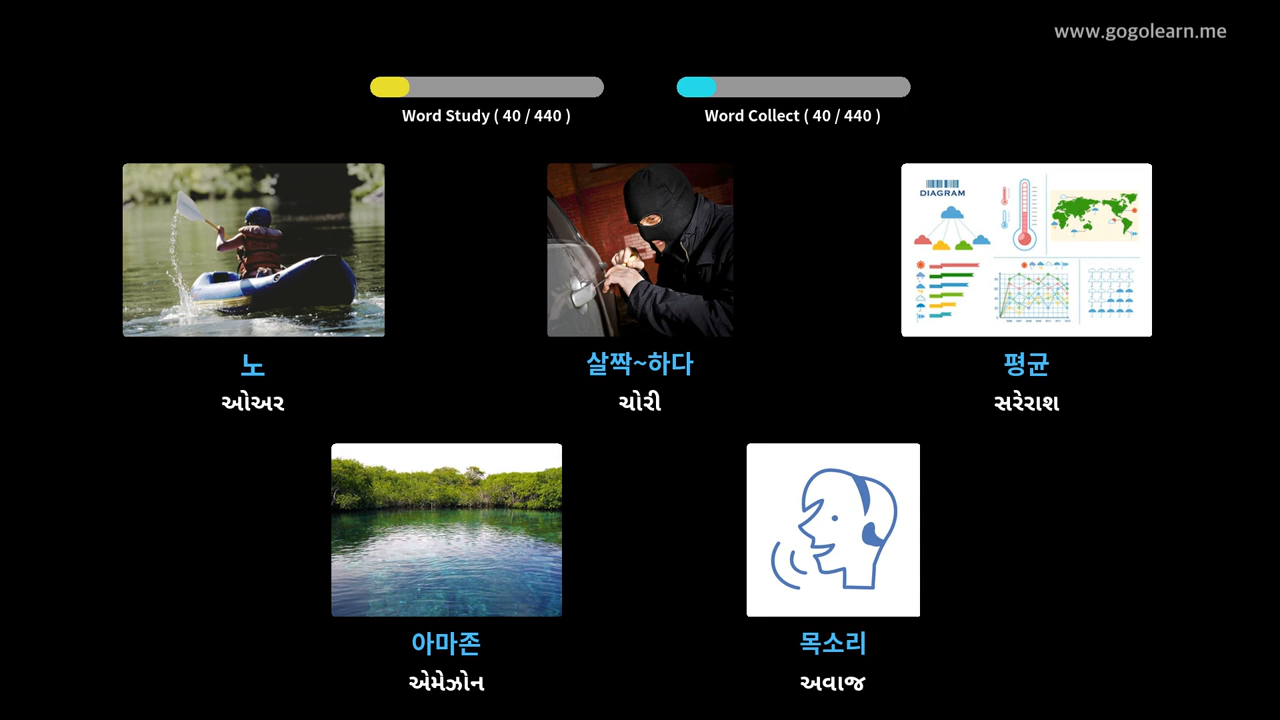 www.gogolearn.me
Word Study ( 40 / 440 )
Word Collect ( 40 / 440 )
DIAGRAM
노
ઓઅર
살짝~하다
ચોરી
평균
સરેરાશ
아마존
એમેઝોન
목소리
અવાજ